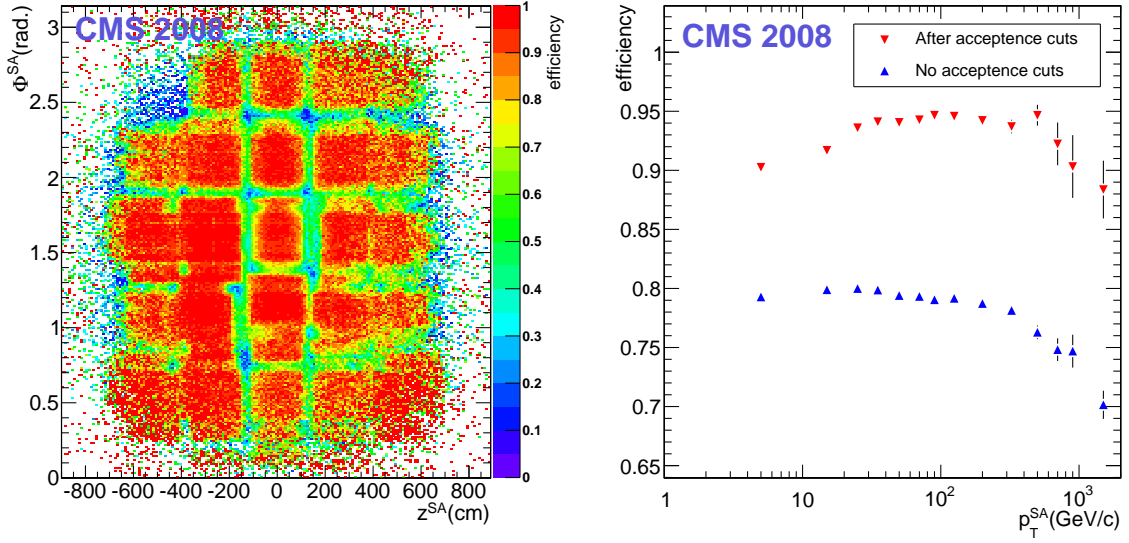 CMS 2008
Φ^SA(rad.)
3
2.5
2
1.5
1
0.5
0
-800 -600 -400 -200 0 200 400 600 800
z^SA(cm)
efficiency
1
0.9
0.8
0.7
0.6
0.5
0.4
0.3
0.2
0.1
0
CMS 2008
After acceptence cuts
No acceptence cuts
efficiency
1
0.95
0.9
0.85
0.8
0.75
0.7
0.65
1 10 10^2 10^3
p_T^SA(GeV/c)